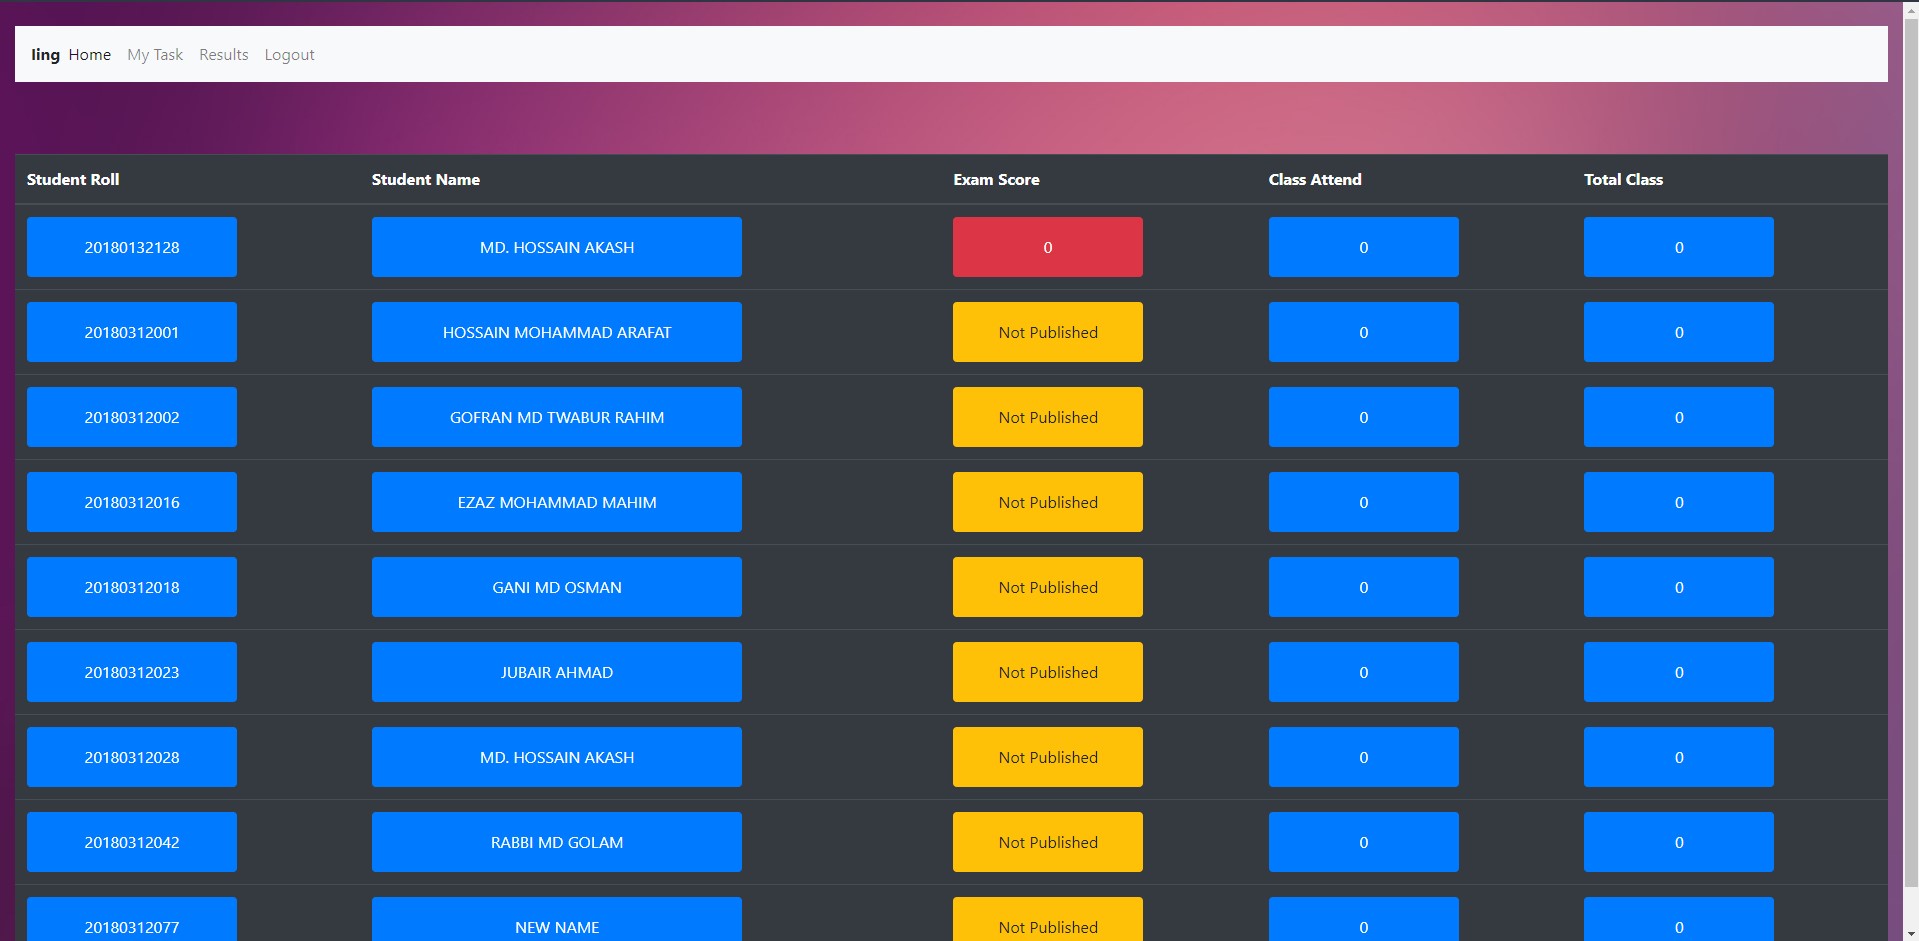 ling Home My Task Results Logout
Student Roll Student Name Exam Score Class Attend Total Class
20180132128 MD. HOSSAIN AKASH 0 0 0
20180312001 HOSSAIN MOHAMMAD ARAFAT Not Published 0 0
20180312002 GOFRAN MD TWABUR RAHIM Not Published 0 0
20180312016 EZAZ MOHAMMAD MAHIM Not Published 0 0
20180312018 GANI MD OSMAN Not Published 0 0
20180312023 JUBAIR AHMAD Not Published 0 0
20180312028 MD. HOSSAIN AKASH Not Published 0 0
20180312042 RABBI MD GOLAM Not Published 0 0
20180312077 NEW NAME Not Published 0 0